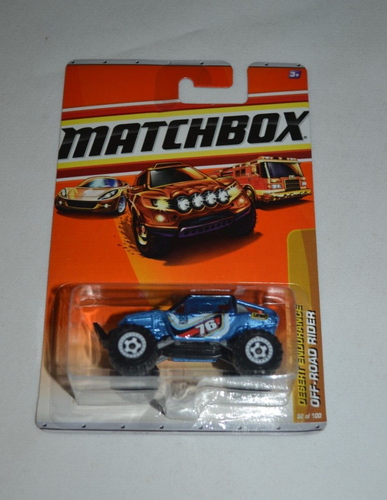 3+
MATCHBOX
76
DESERT ENDURANCE
OFF-ROAD RIDER